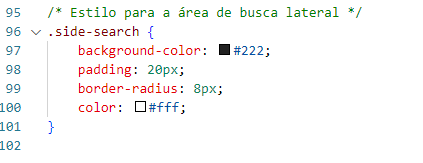 95 /* Estilo para a área de busca lateral */
96 .side-search {
97 background-color: #222;
98 padding: 20px;
99 border-radius: 8px;
100 color: #fff;
101 }
102